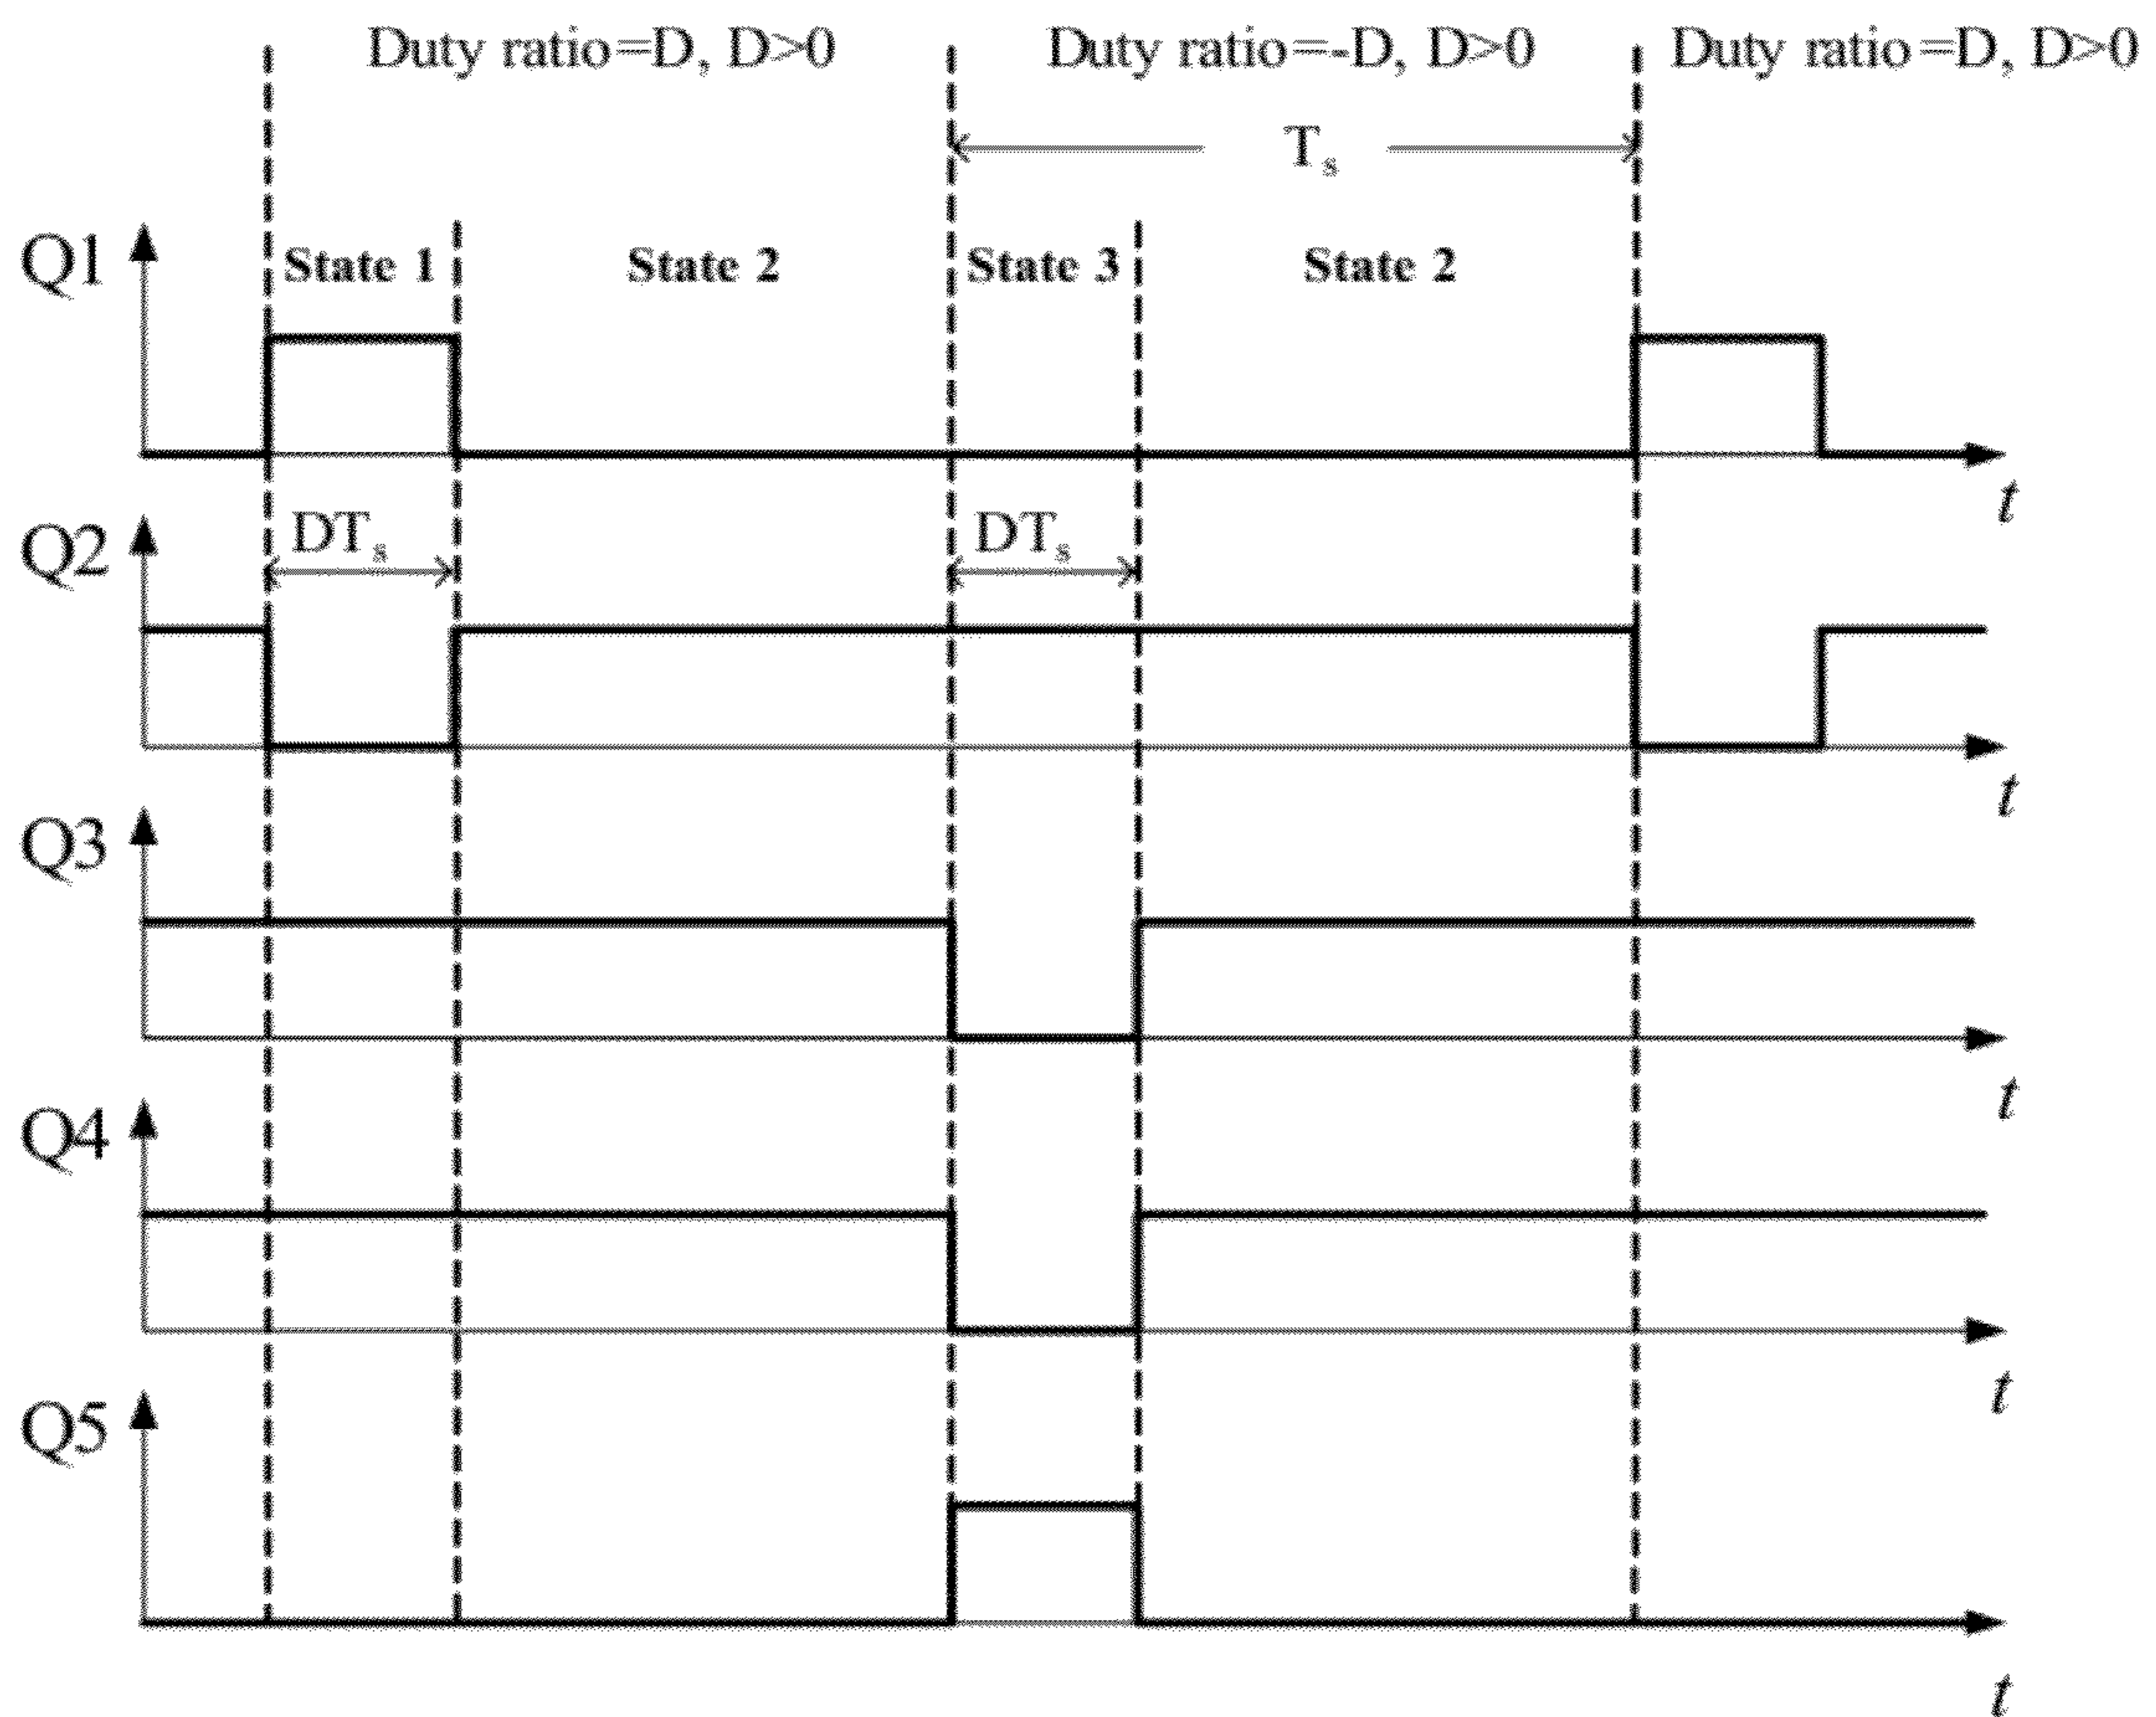 Duty ratio=D, D>0
Duty ratio=-D, D>0
Duty ratio=D, D>0
Ts
Q1
State 1
State 2
State 3
State 2
t
Q2
DTs
DTs
t
Q3
t
Q4
t
Q5
t